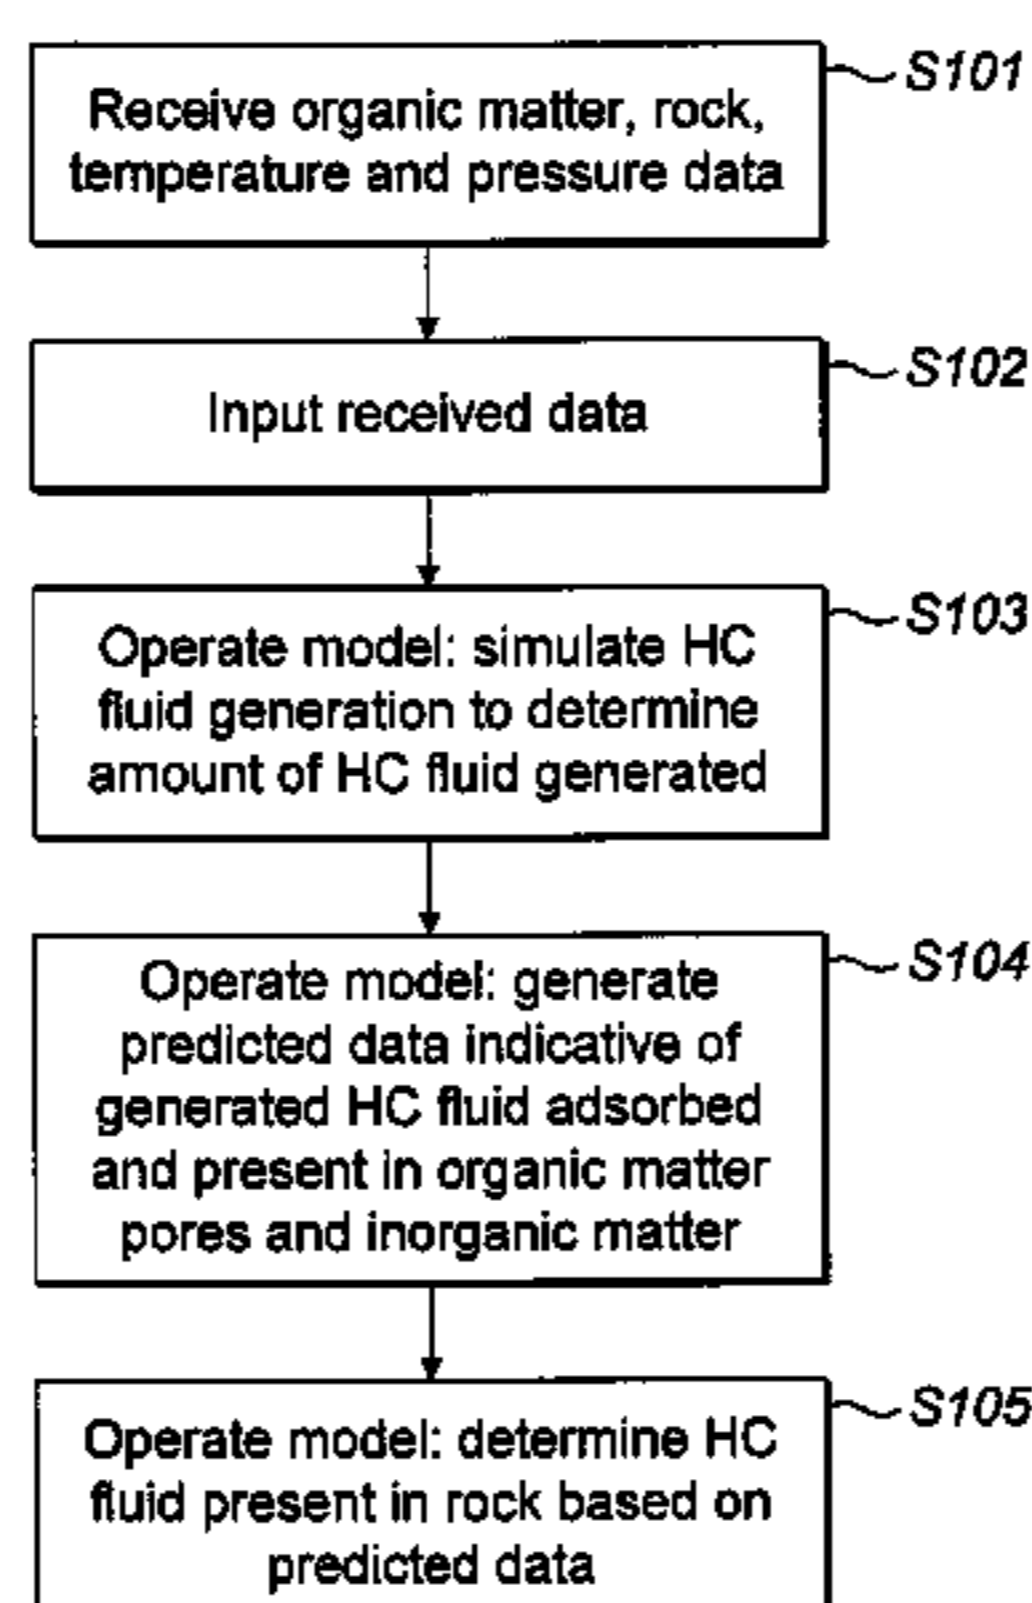 Receive organic matter, rock,
temperature and pressure data
S101
Input received data
S102
Operate model: simulate HC
fluid generation to determine
amount of HC fluid generated
S103
Operate model: generate
predicted data indicative of
generated HC fluid adsorbed
and present in organic matter
pores and inorganic matter
S104
Operate model: determine HC
fluid present in rock based on
predicted data
S105